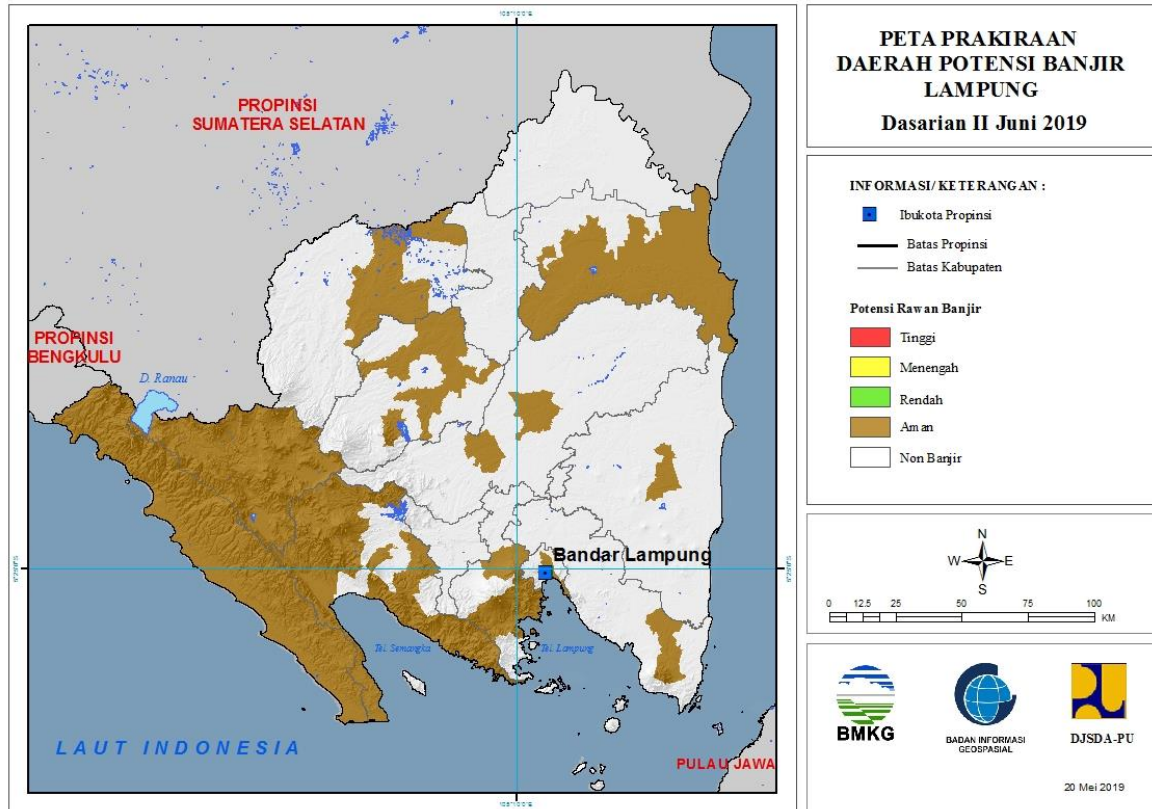 PROPINSI
SUMATERA SELATAN
PROPINSI
BENGKULU
D. Ranau
Bandar Lampung
Tel. Semangka
Tel. Lampung
LAUT INDONESIA
PULAU JAWA
PETA PRAKIRAAN
DAERAH POTENSI BANJIR
LAMPUNG
Dasarian II Juni 2019
INFORMASI/ KETERANGAN :
Ibukota Propinsi
Batas Propinsi
Batas Kabupaten
Potensi Rawan Banjir
Tinggi
Menengah
Rendah
Aman
Non Banjir
N
W E
S
0 12.5 25 50 75 100
KM
BMKG
BADAN INFORMASI
GEOSPASIAL
DJSDA-PU
20 Mei 2019